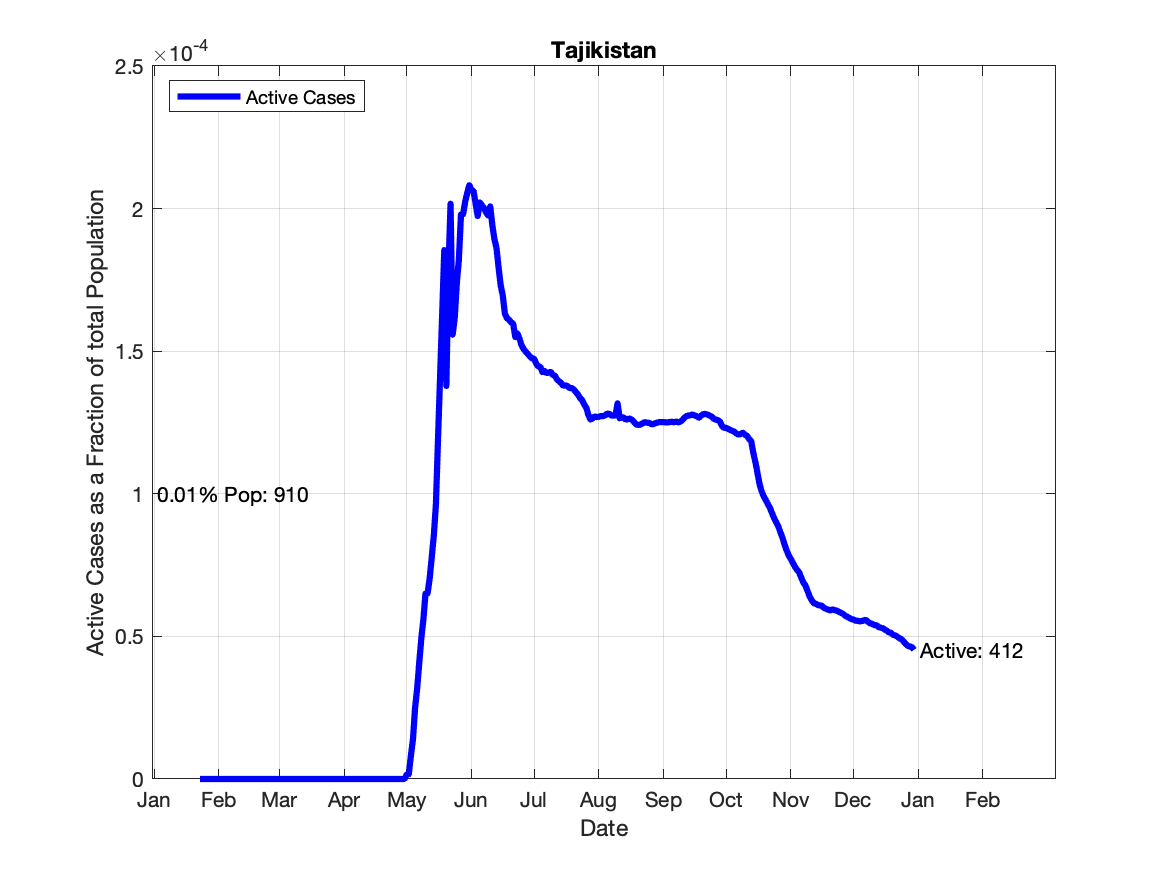 Tajikistan
×10-4
2.5
2
1.5
1
0.5
0
Active Cases
0.01% Pop: 910
Active: 412
Jan Feb Mar Apr May Jun Jul Aug Sep Oct Nov Dec Jan Feb
Date
Active Cases as a Fraction of total Population